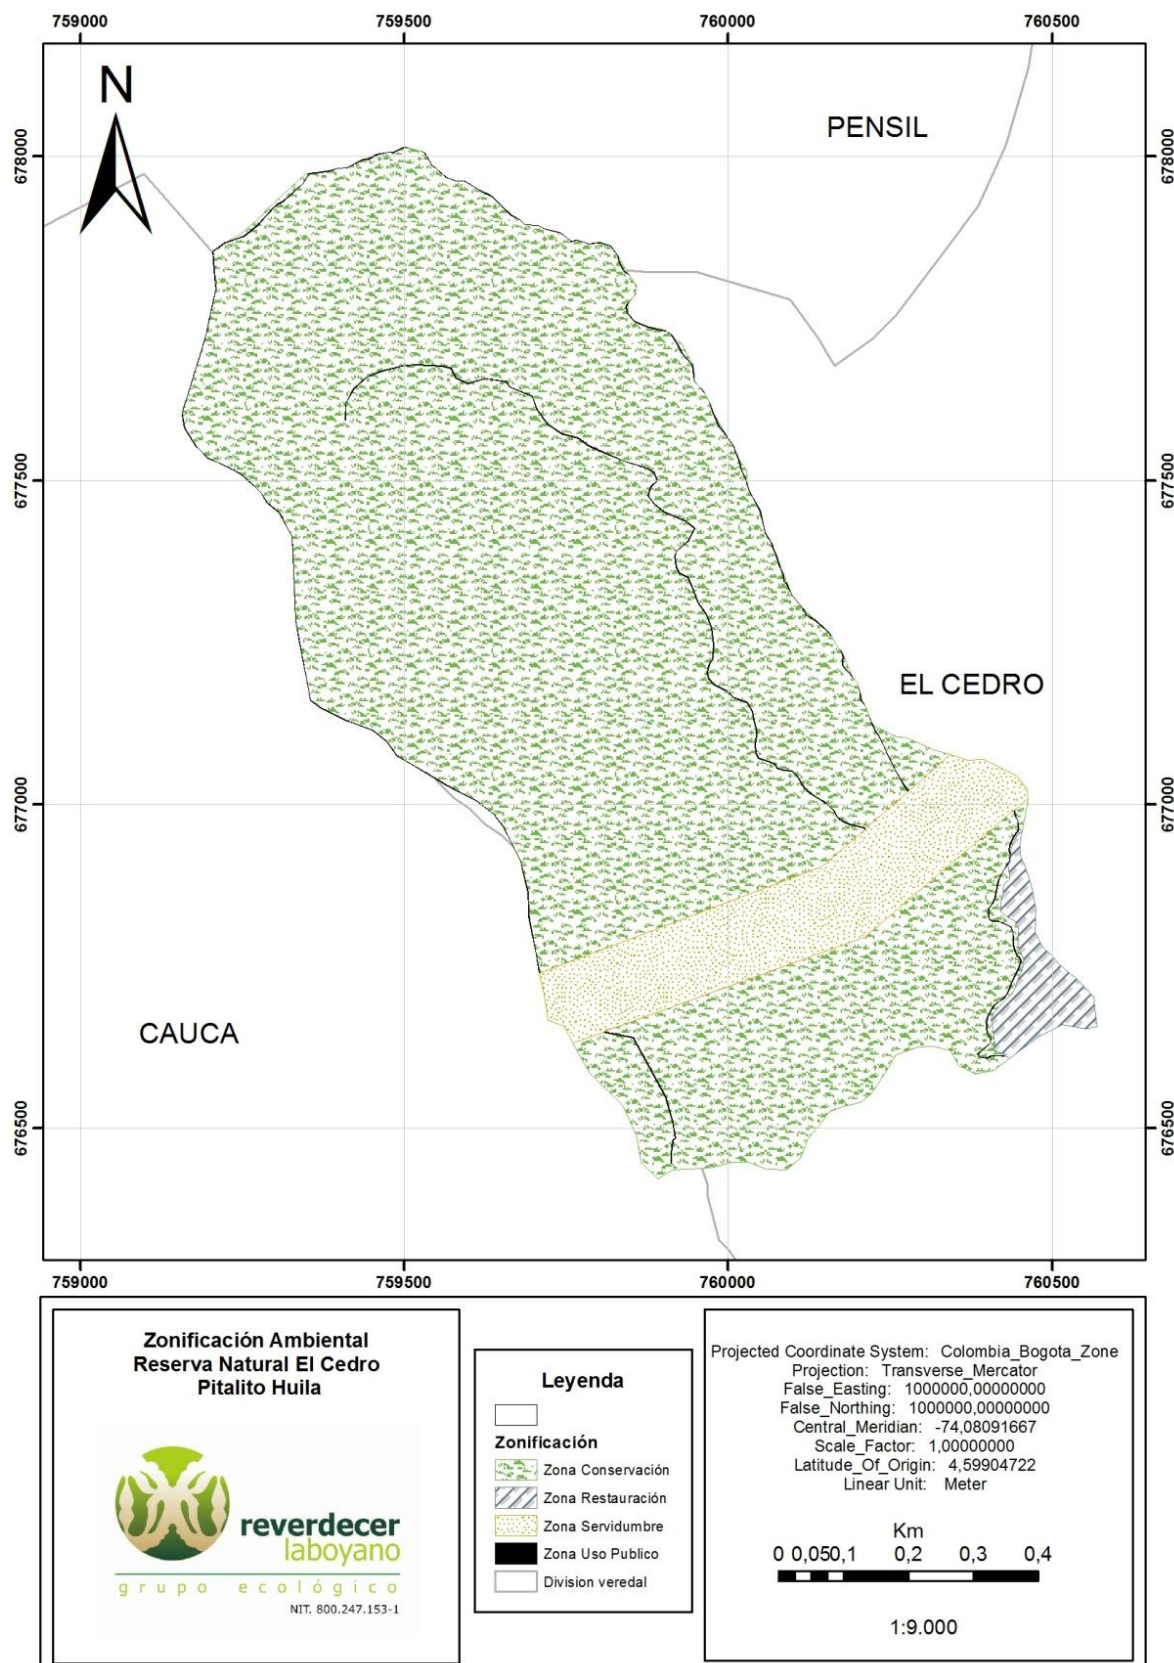 759000
759500
760000
760500
N
PENSIL
678000
678000
677500
677500
EL CEDRO
677000
677000
CAUCA
676500
676500
759000
759500
760000
760500
Zonificación Ambiental
Reserva Natural El Cedro
Pitalito Huila
reverdecer
laboyano
grupo ecológico
NIT. 800.247.153-1
Leyenda
Zonificación
Zona Conservación
Zona Restauración
Zona Servidumbre
Zona Uso Publico
Division veredal
Projected Coordinate System: Colombia_Bogota_Zone
Projection: Transverse_Mercator
False_Easting: 1000000,00000000
False_Northing: 1000000,00000000
Central_Meridian: -74,08091667
Scale_Factor: 1,00000000
Latitude_Of_Origin: 4,59904722
Linear Unit: Meter
Km
0 0,050,1 0,2 0,3 0,4
1:9.000